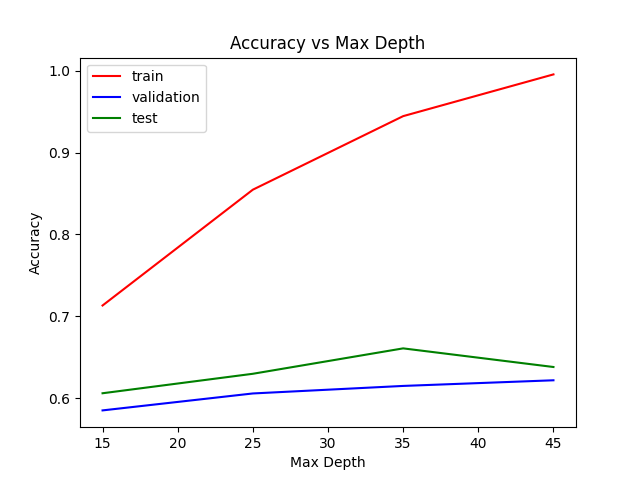 Accuracy vs Max Depth
train
validation
test
1.0
0.9
0.8
0.7
0.6
Accuracy
15 20 25 30 35 40 45
Max Depth